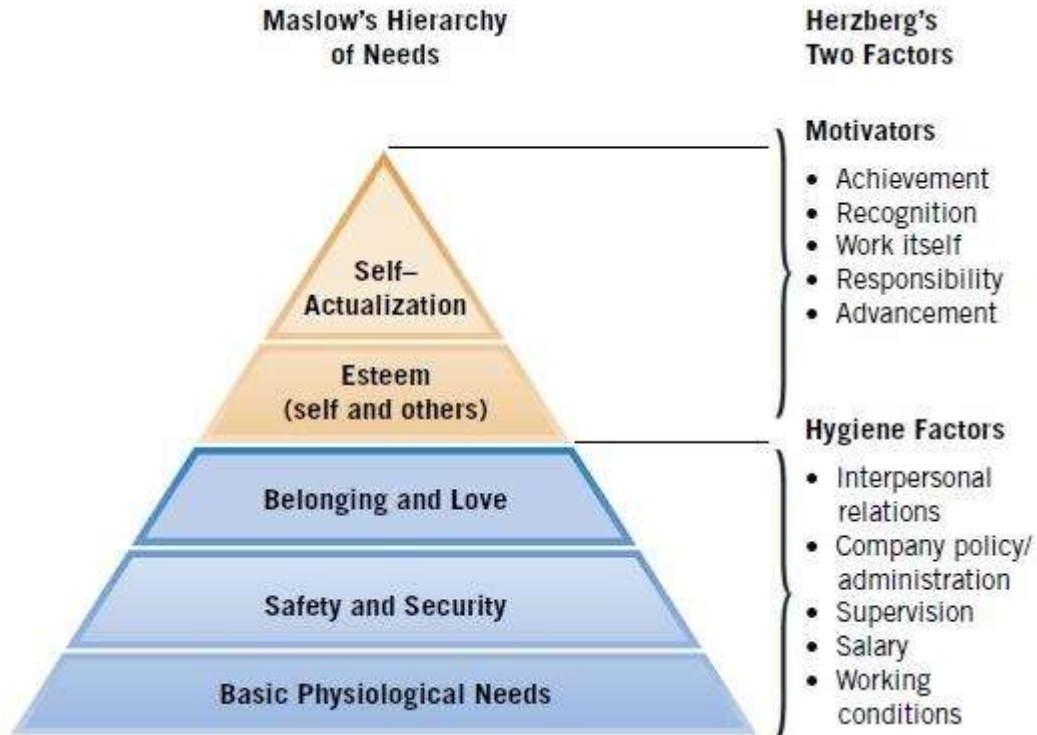 Maslow's Hierarchy
of Needs
Herzberg's
Two Factors
Self–
Actualization
Esteem
(self and others)
Belonging and Love
Safety and Security
Basic Physiological Needs
Motivators
• Achievement
• Recognition
• Work itself
• Responsibility
• Advancement
Hygiene Factors
• Interpersonal
relations
• Company policy/
administration
• Supervision
• Salary
• Working
conditions